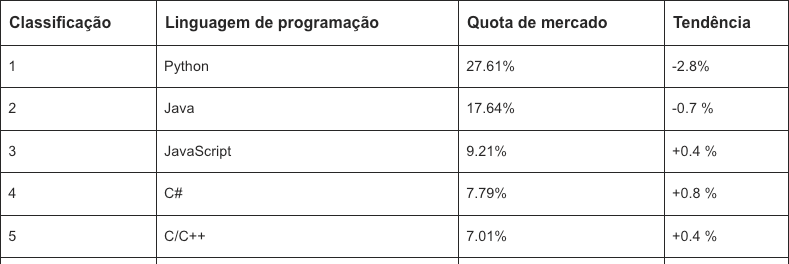 Classificação Linguagem de programação Quota de mercado Tendência
1 Python 27.61% -2.8%
2 Java 17.64% -0.7 %
3 JavaScript 9.21% +0.4 %
4 C# 7.79% +0.8 %
5 C/C++ 7.01% +0.4 %